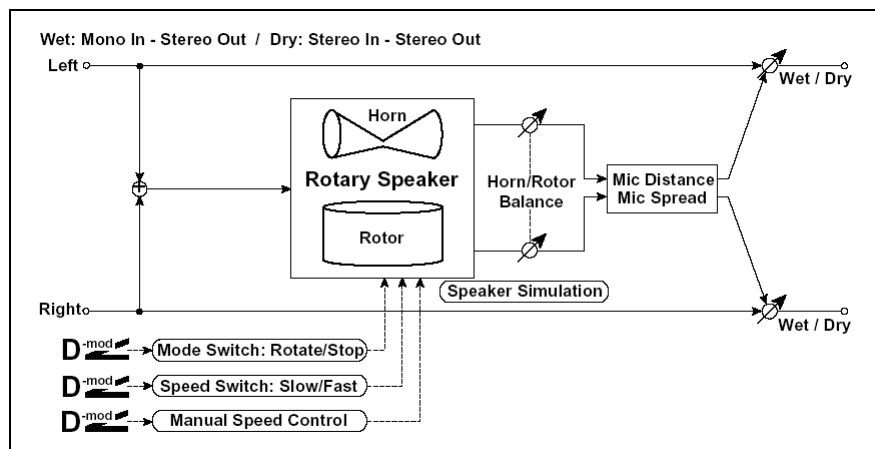 Wet: Mono In - Stereo Out / Dry: Stereo In - Stereo Out
Left
Wet / Dry
Horn
Rotary Speaker
Rotor
Horn/Rotor
Balance
Mic Distance
Mic Spread
Speaker Simulation
Right
Wet / Dry
D-mod
Mode Switch: Rotate/Stop
D-mod
Speed Switch: Slow/Fast
D-mod
Manual Speed Control